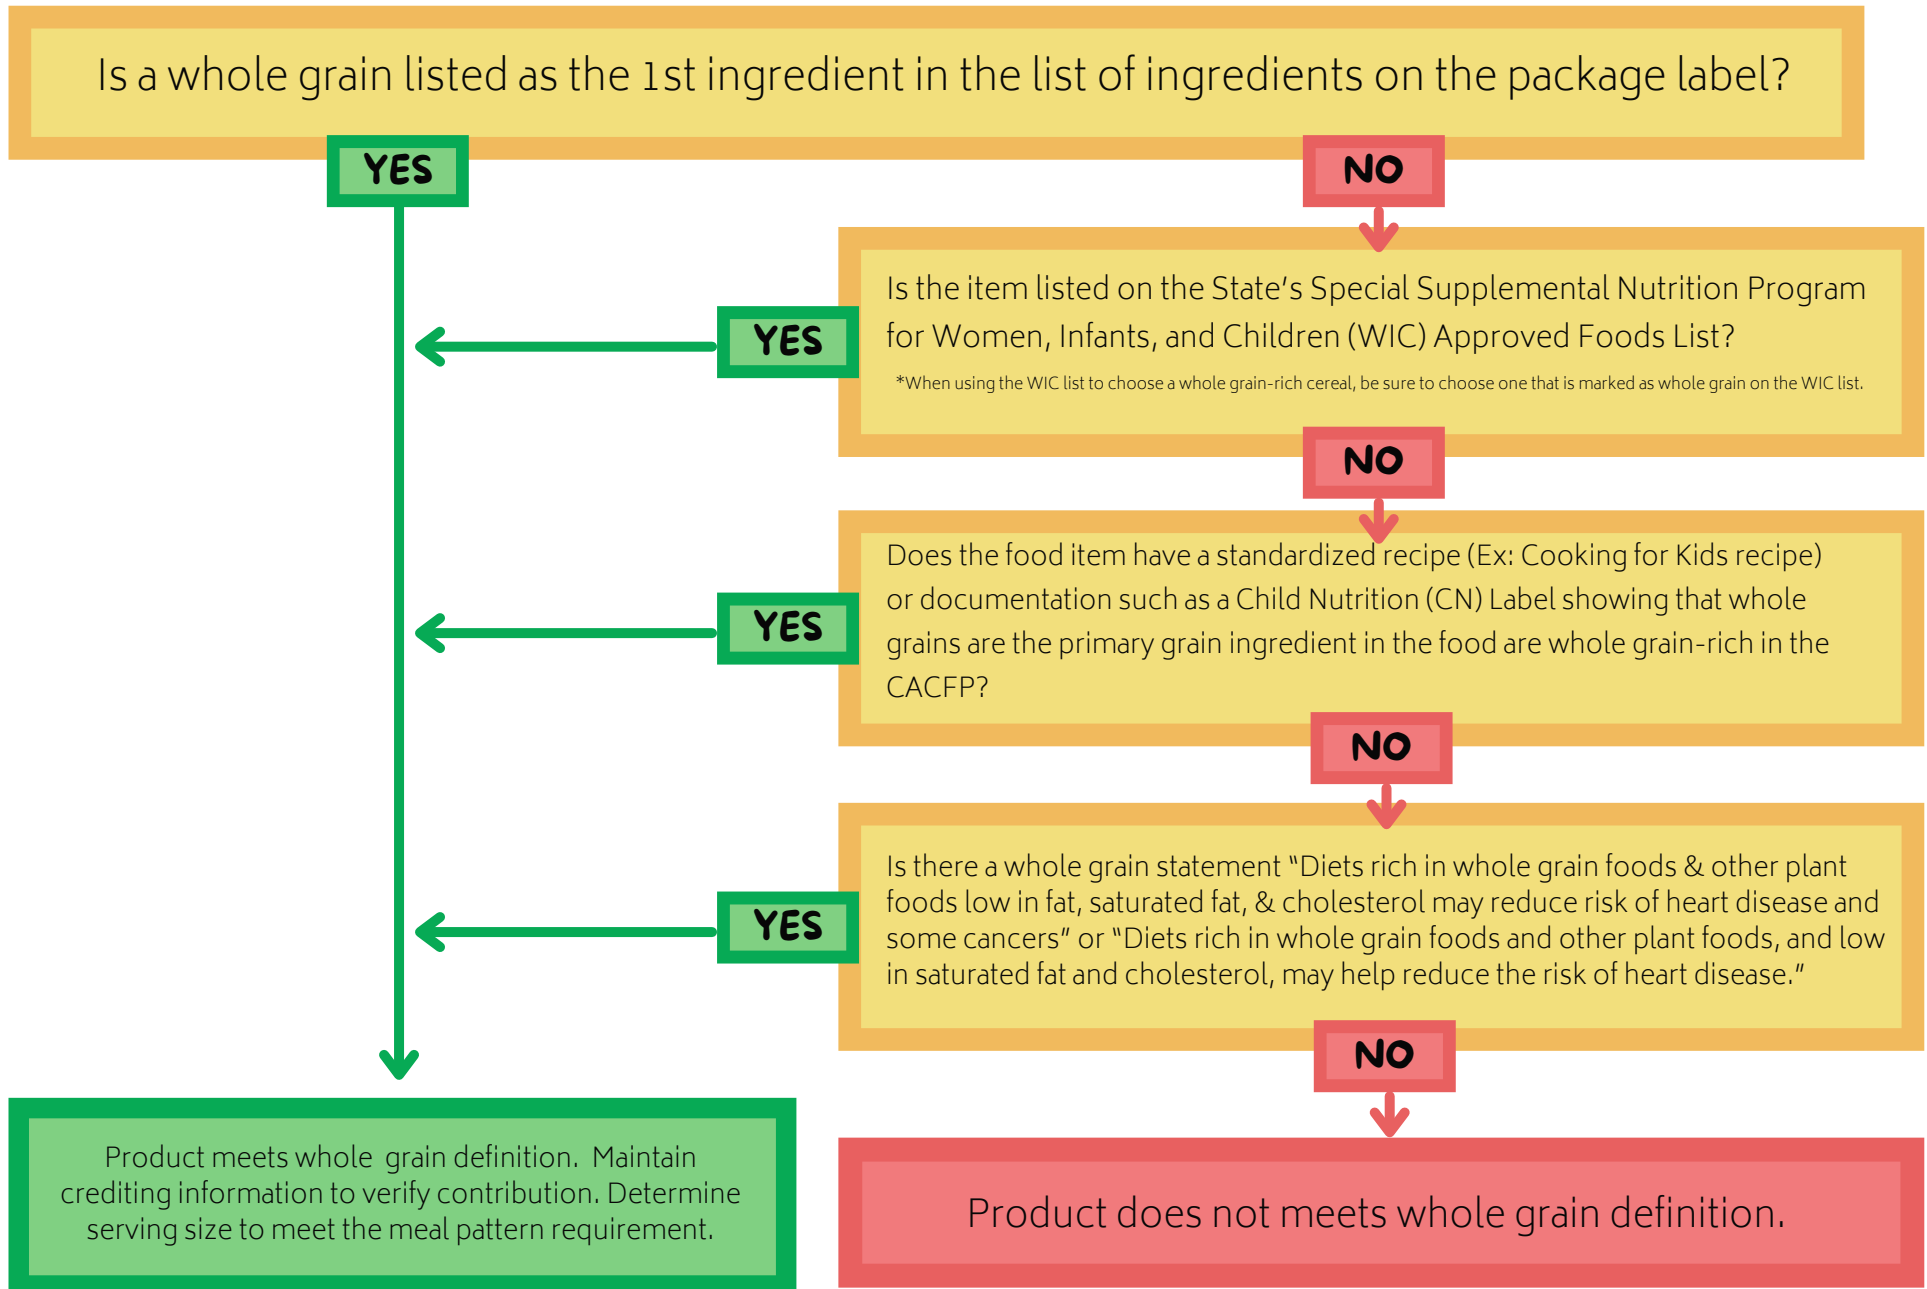 Is a whole grain listed as the 1st ingredient in the list of ingredients on the package label?
YES
NO
Is the item listed on the State's Special Supplemental Nutrition Program
for Women, Infants, and Children (WIC) Approved Foods List?
*When using the WIC list to choose a whole grain-rich cereal, be sure to choose one that is marked as whole grain on the WIC list.
YES
NO
Does the food item have a standardized recipe (Ex: Cooking for Kids recipe)
or documentation such as a Child Nutrition (CN) Label showing that whole
grains are the primary grain ingredient in the food are whole grain-rich in the
CACFP?
YES
NO
Is there a whole grain statement "Diets rich in whole grain foods & other plant
foods low in fat, saturated fat, & cholesterol may reduce risk of heart disease and
some cancers" or "Diets rich in whole grain foods and other plant foods, and low
in saturated fat and cholesterol, may help reduce the risk of heart disease."
YES
NO
Product meets whole grain definition. Maintain
crediting information to verify contribution. Determine
serving size to meet the meal pattern requirement.
Product does not meets whole grain definition.